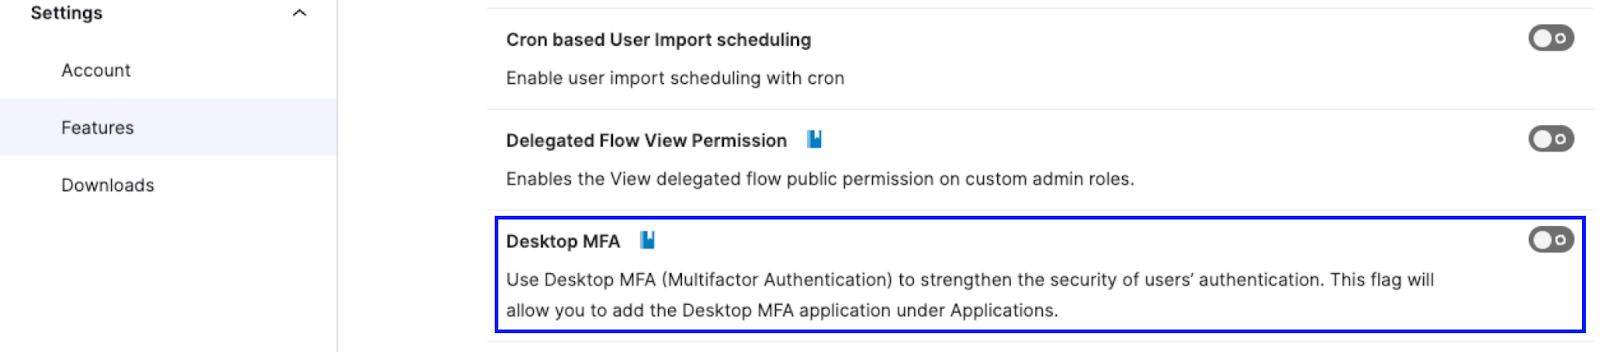 Settings
Account
Features
Downloads
Cron based User Import scheduling
Enable user import scheduling with cron
Delegated Flow View Permission
Enables the View delegated flow public permission on custom admin roles.
Desktop MFA
Use Desktop MFA (Multifactor Authentication) to strengthen the security of users’ authentication. This flag will
allow you to add the Desktop MFA application under Applications.